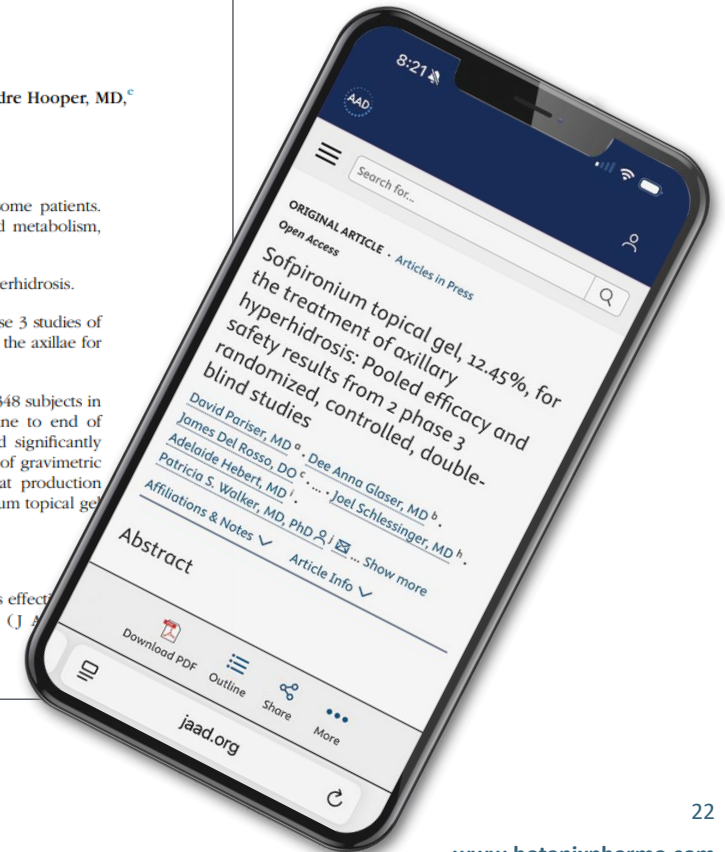 dre Hooper, MD,c
ome patients.
d metabolism,
erhidrosis.
se 3 studies of
the axillae for
348 subjects in
ne to end of
d significantly
of gravimetric
at production
um topical gel
s effecti
(J A
8:21
AAD
Search for...
ORIGINAL ARTICLE · Articles in Press
Open Access
Sofpironium topical gel, 12.45%, for
the treatment of axillary
hyperhidrosis: Pooled efficacy and
safety results from 2 phase 3
randomized, controlled, double-
blind studies
David Pariser, MD a · Dee Anna Glaser, MD b ·
James Del Rosso, DO c · ... · Joel Schlessinger, MD h ·
Adelaide Hebert, MD i ·
Patricia S. Walker, MD, PhD j ... Show more
Affiliations & Notes Article Info
Abstract
Download PDF Outline Share More
jaad.org
22
www.botanixpharma.com